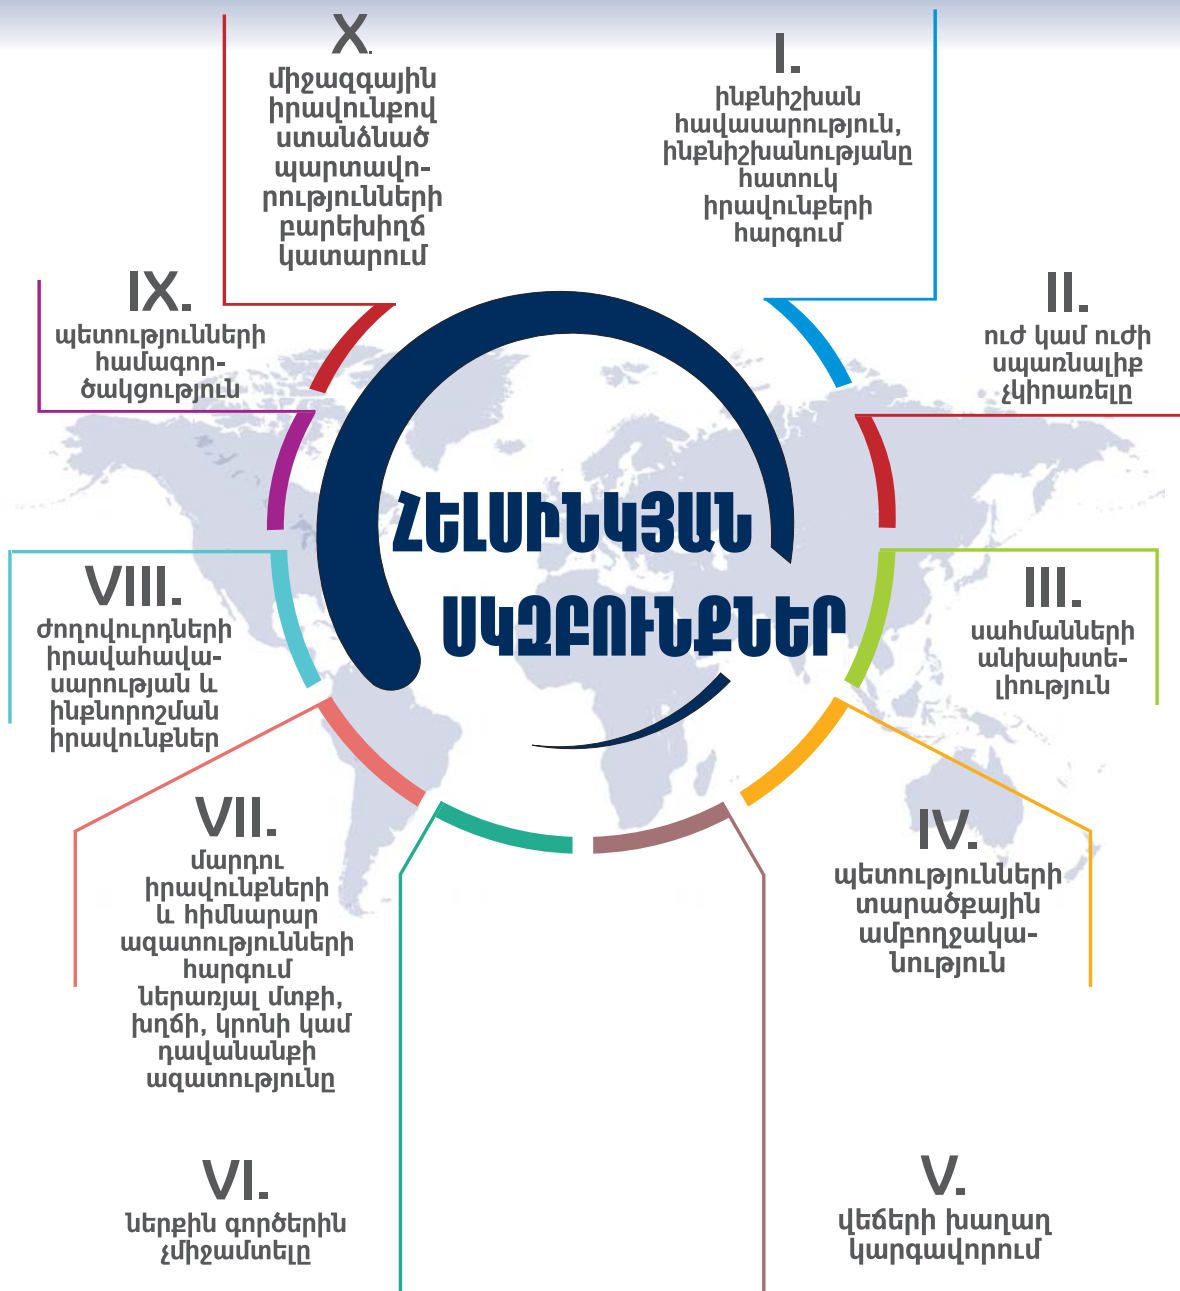 X.
միջազգային
իրավունքով
ստանձնած
պարտավո-
րությունների
բարեխիղճ
կատարում
I.
ինքնիշխան
հավասարություն,
ինքնիշխանությանը
հատուկ
իրավունքերի
հարգում
IX.
պետությունների
համագոր-
ծակցություն
II.
ուժ կամ ուժի
սպառնալիք
չկիրառելը
ՀԵԼՍԻՆԿՅԱՆ
ՍԿԶԲՈՒՆՔՆԵՐ
VIII.
ժողովուրդների
իրավահավա-
սարության և
ինքնորոշման
իրավունքներ
III.
սահմանների
անխախտե-
լիություն
VII.
մարդու
իրավունքների
և հիմնարար
ազատությունների
հարգում
ներառյալ մտքի,
խղճի, կրոնի կամ
դավանանքի
ազատությունը
IV.
պետությունների
տարածքային
ամբողջակա-
նություն
VI.
ներքին գործերին
չմիջամտելը
V.
վեճերի խաղաղ
կարգավորում